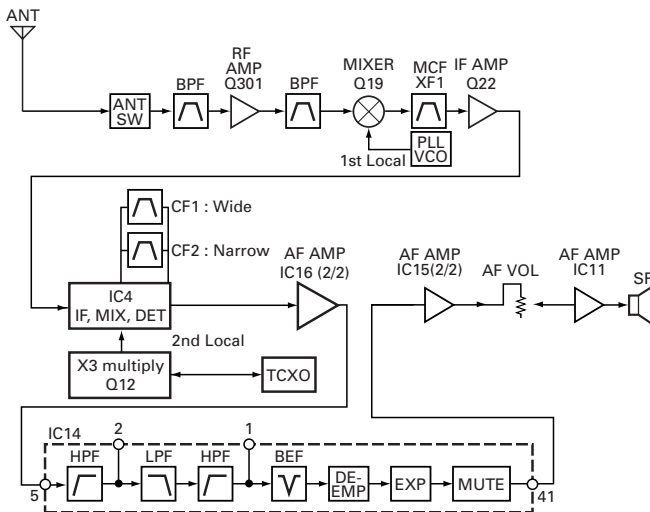 ANT
ANT
SW
BPF
RF
AMP
Q301
BPF
MIXER
Q19
MCF
XF1
IF AMP
Q22
1st Local
PLL
VCO
CF1 : Wide
CF2 : Narrow
IC4
IF, MIX, DET
AF AMP
IC16 (2/2)
AF AMP
IC15(2/2)
AF VOL
AF AMP
IC11
SP
2nd Local
X3 multiply
Q12
TCXO
IC14
2
1
5
HPF
LPF
HPF
BEF
DE-
EMP
EXP
MUTE
41